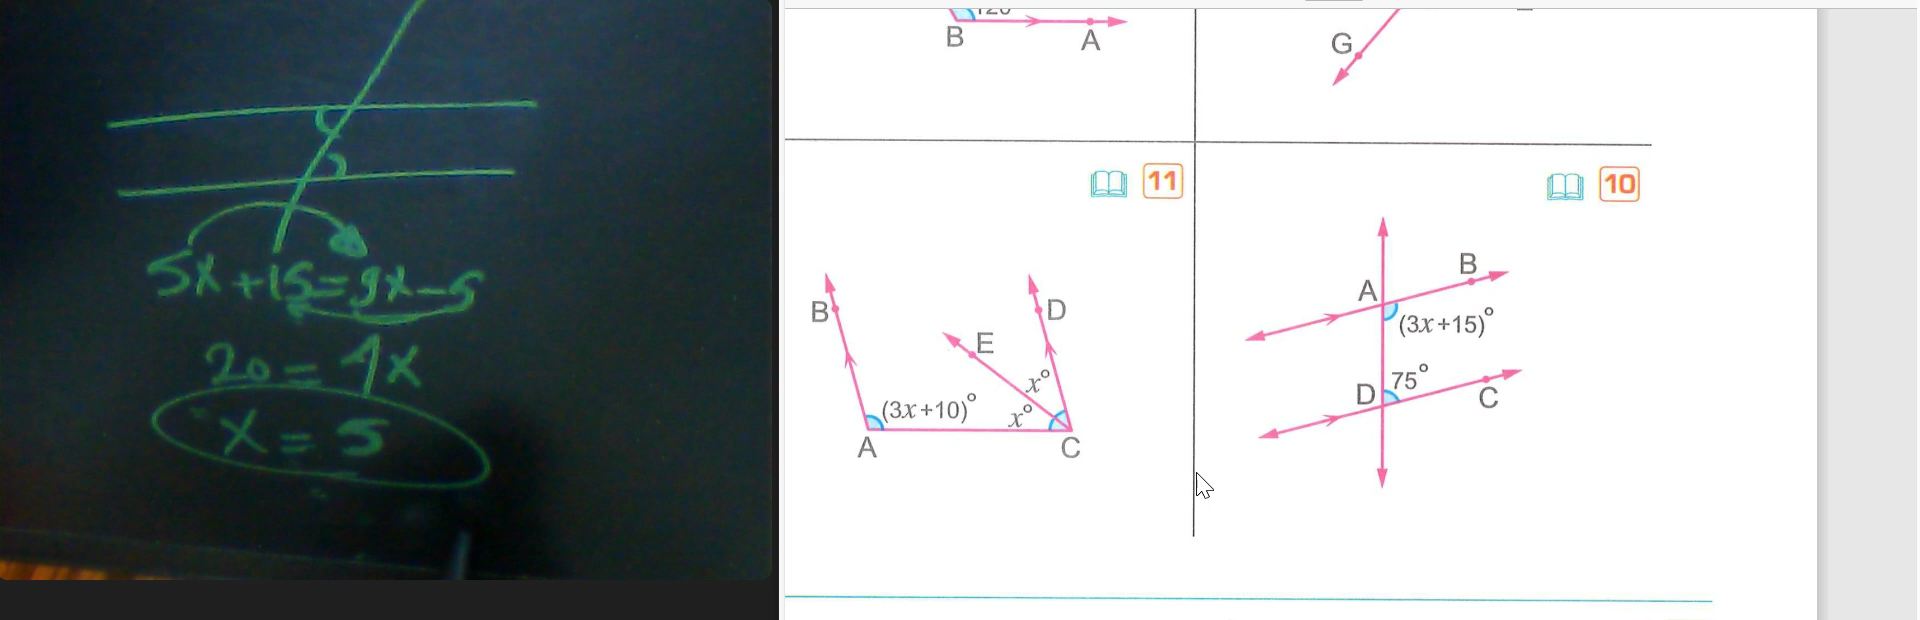 5x+15=9x-5
20=4x
x=5
B
A
G
11
B
D
E
x°
(3x+10)°
x°
A
C
10
B
A
(3x+15)°
75°
D
C